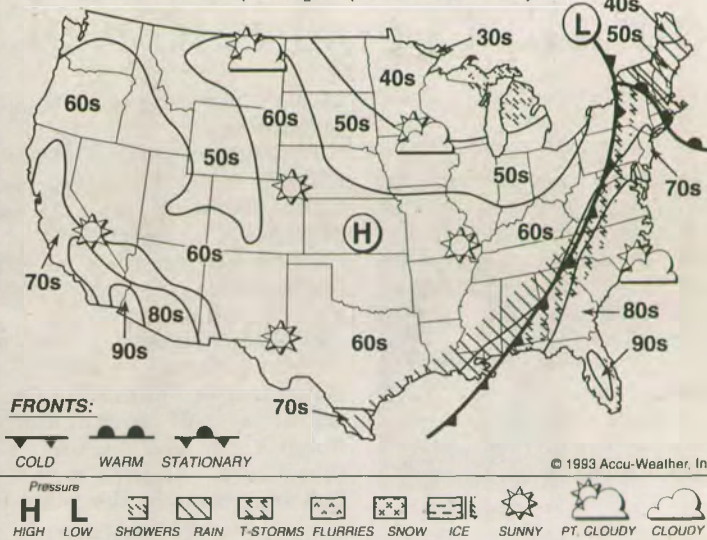 40s
L
50s
30s
40s
60s
60s
50s
50s
50s
70s
H
60s
60s
70s
80s
80s
90s
90s
60s
70s
FRONTS:
COLD WARM STATIONARY
© 1993 Accu-Weather, In
Pressure
H L
HIGH LOW SHOWERS RAIN T-STORMS FLURRIES SNOW ICE SUNNY PT. CLOUDY CLOUDY